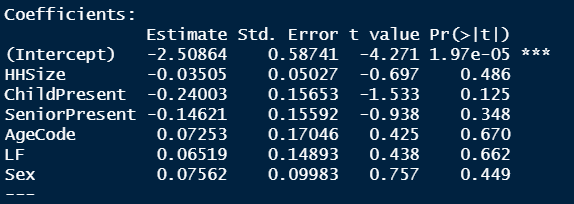 Coefficients:
Estimate Std. Error t value Pr(>|t|)
(Intercept) -2.50864 0.58741 -4.271 1.97e-05 ***
HHSize -0.03505 0.05027 -0.697 0.486
ChildPresent -0.24003 0.15653 -1.533 0.125
SeniorPresent -0.14621 0.15592 -0.938 0.348
AgeCode 0.07253 0.17046 0.425 0.670
LF 0.06519 0.14893 0.438 0.662
Sex 0.07562 0.09983 0.757 0.449
---